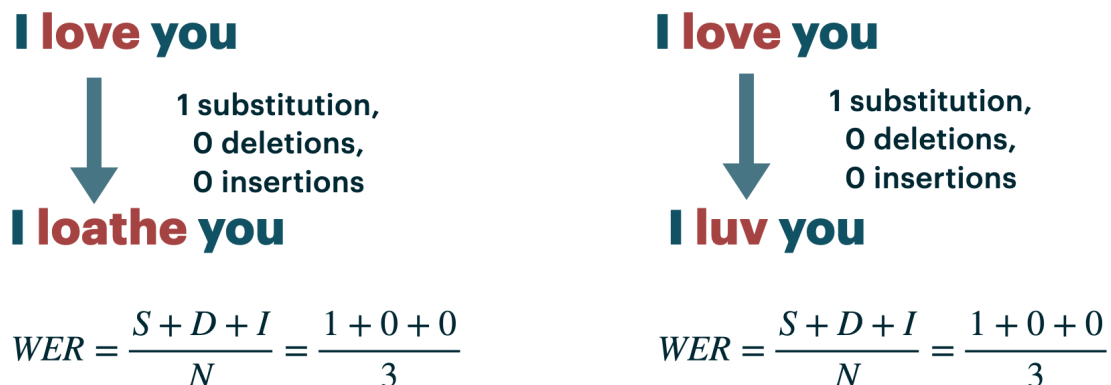 I love you
1 substitution,
0 deletions,
0 insertions
I loathe you
WER = S + D + I / N = 1 + 0 + 0 / 3
I love you
1 substitution,
0 deletions,
0 insertions
I luv you
WER = S + D + I / N = 1 + 0 + 0 / 3